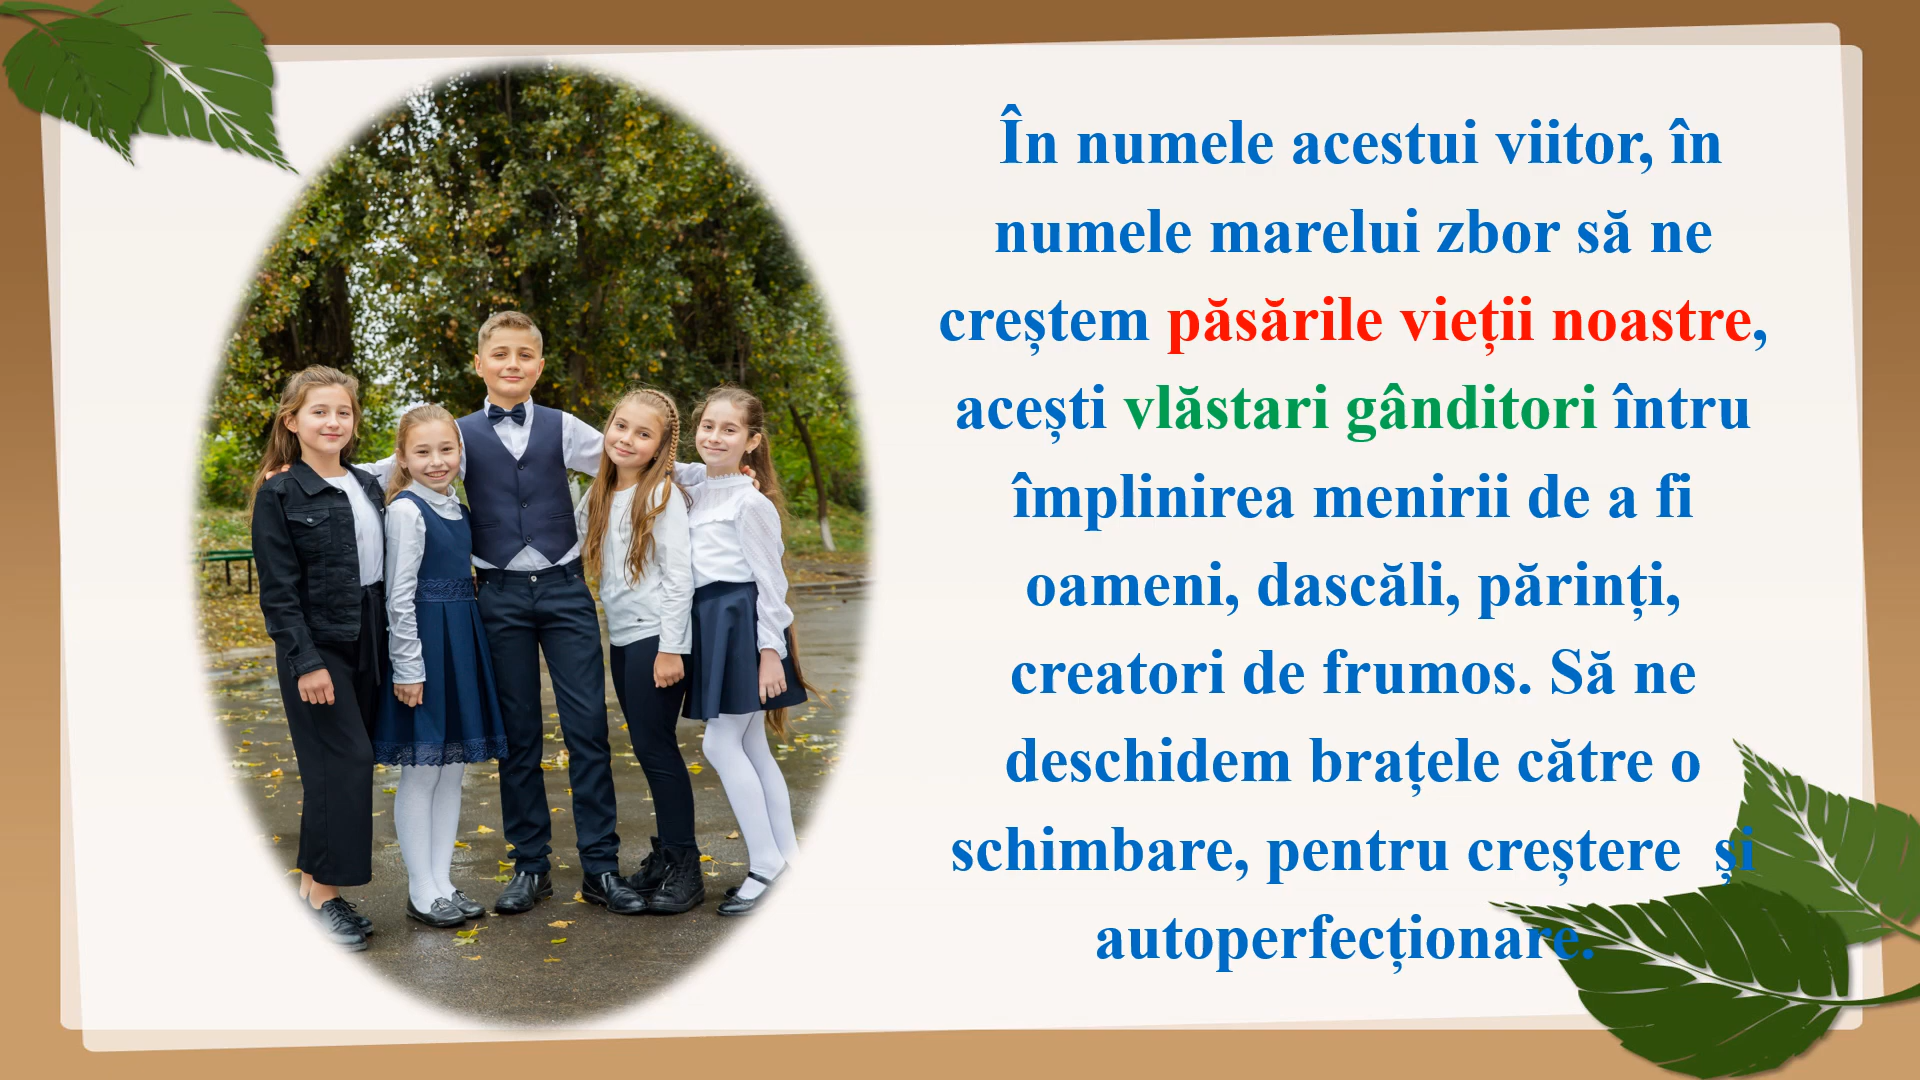 În numele acestui viitor, în
numele marelui zbor să ne
creștem păsările vieții noastre,
acești vlăstari gânditori întru
împlinirea menirii de a fi
oameni, dascăli, părinți,
creatori de frumos. Să ne
deschidem brațele către o
schimbare, pentru creștere  și
autoperfecționare.